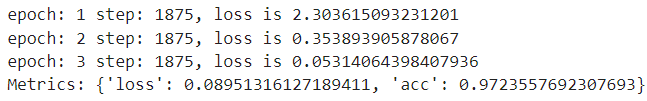 epoch: 1 step: 1875, loss is 2.303615093231201
epoch: 2 step: 1875, loss is 0.353893905878067
epoch: 3 step: 1875, loss is 0.05314064398407936
Metrics: {'loss': 0.08951316127189411, 'acc': 0.9723557692307693}